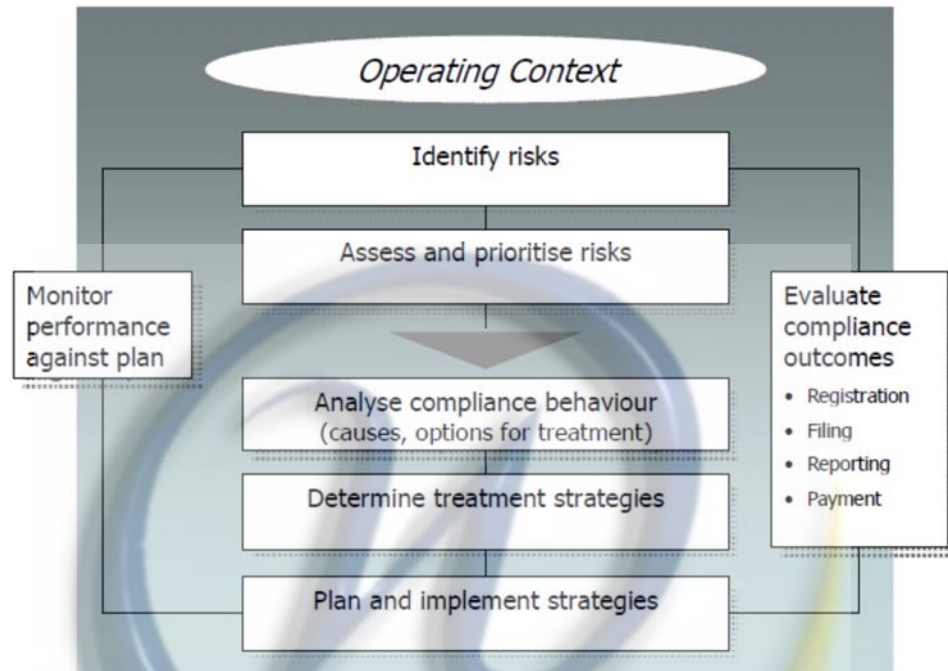 Operating Context
Identify risks
Assess and prioritise risks
Monitor
performance
against plan
Evaluate
compliance
outcomes
• Registration
• Filing
• Reporting
• Payment
Analyse compliance behaviour
(causes, options for treatment)
Determine treatment strategies
Plan and implement strategies